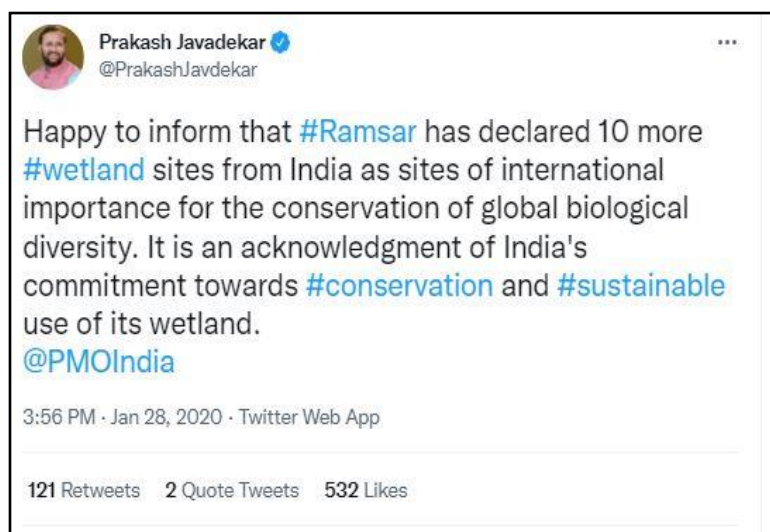 Prakash Javadekar
@PrakashJavdekar
Happy to inform that #Ramsar has declared 10 more
#wetland sites from India as sites of international
importance for the conservation of global biological
diversity. It is an acknowledgment of India's
commitment towards #conservation and #sustainable
use of its wetland.
@PMOIndia
3:56 PM · Jan 28, 2020 · Twitter Web App
121 Retweets 2 Quote Tweets 532 Likes